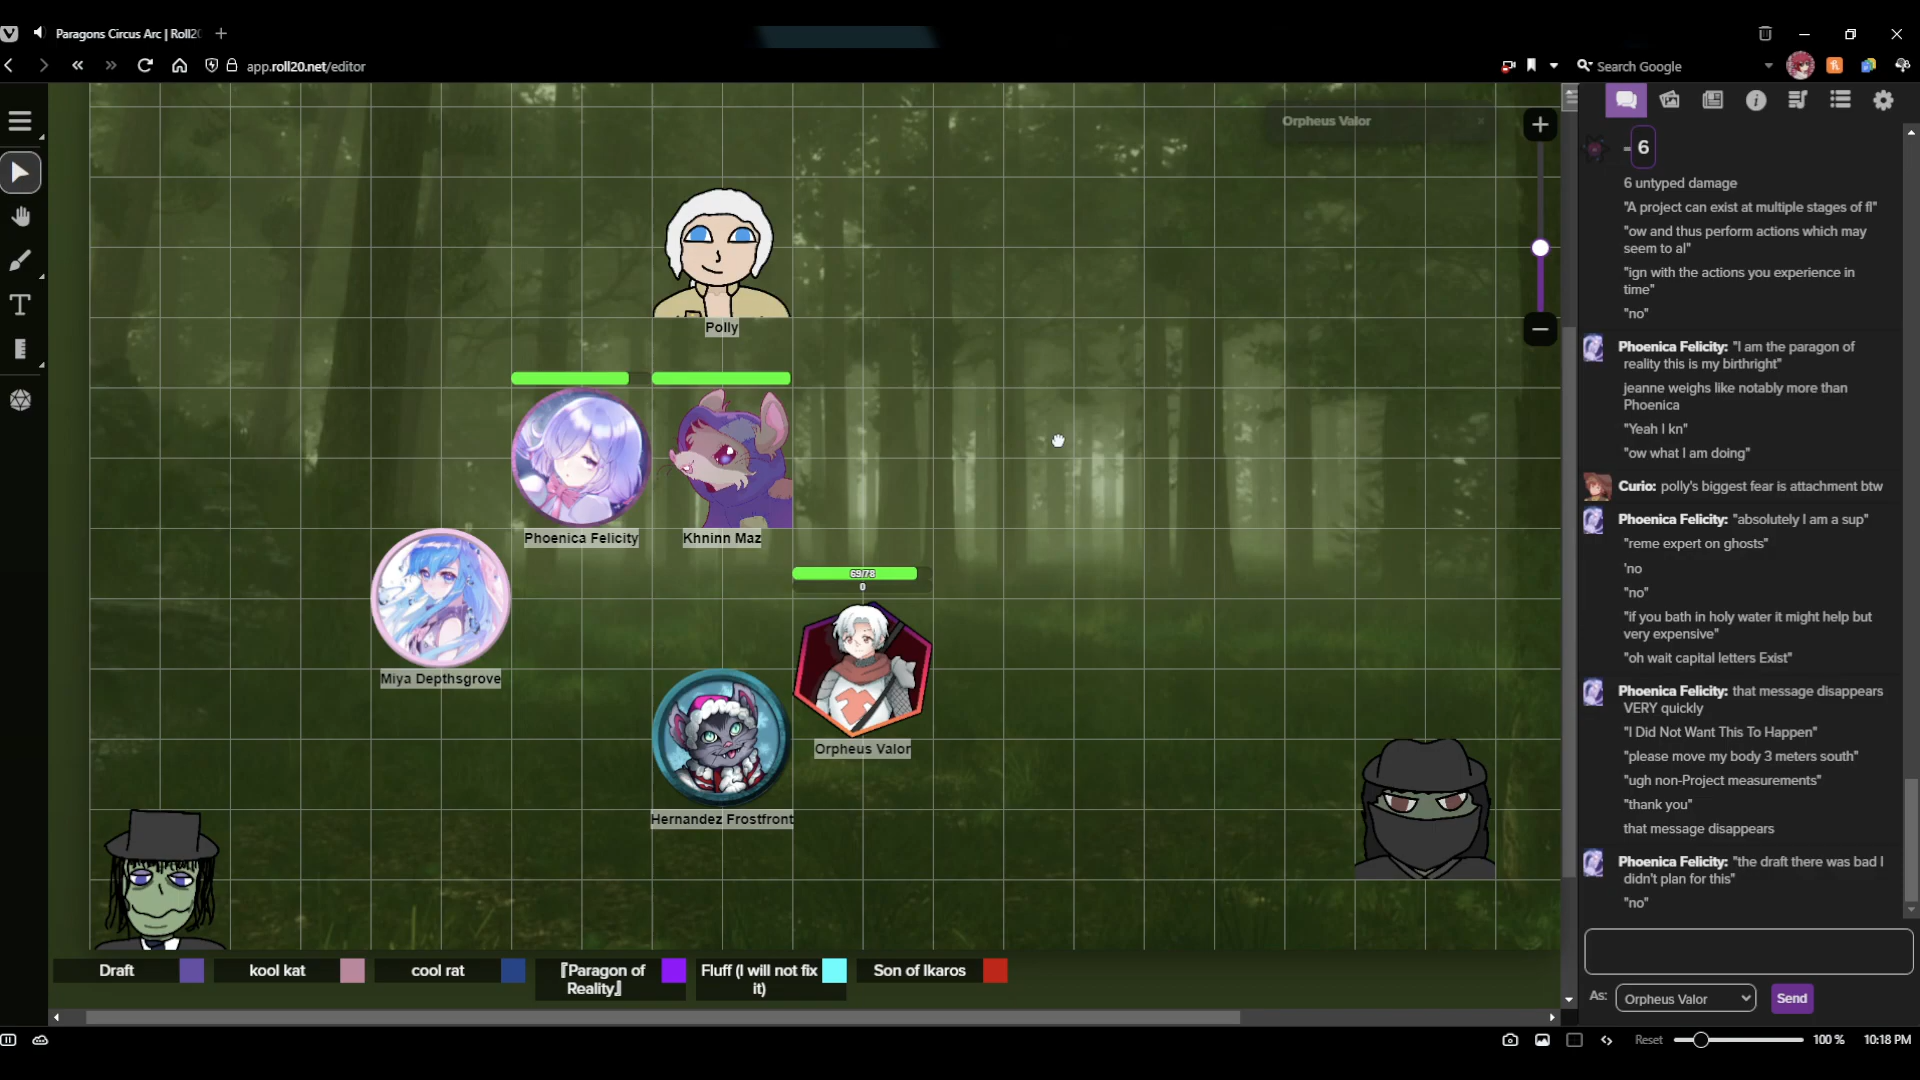 Paragons Circus Arc | Roll20
app.roll20.net/editor
Search Google
Orpheus Valor
Polly
Phoenica Felicity
Khninn Maz
69/78
0
Miya Depthsgrove
Orpheus Valor
Hernandez Frostfront
Draft
kool kat
cool rat
『Paragon of
Reality』
Fluff (I will not fix
it)
Son of Ikaros
=6
6 untyped damage
"A project can exist at multiple stages of fl"
"ow and thus perform actions which may
seem to al"
"ign with the actions you experience in
time"
"no"
Phoenica Felicity: "I am the paragon of
reality this is my birthright"
jeanne weighs like notably more than
Phoenica
"Yeah I kn"
"ow what I am doing"
Curio: polly's biggest fear is attachment btw
Phoenica Felicity: "absolutely I am a sup"
"reme expert on ghosts"
'no
"no"
"if you bath in holy water it might help but
very expensive"
"oh wait capital letters Exist"
Phoenica Felicity: that message disappears
VERY quickly
"I Did Not Want This To Happen"
"please move my body 3 meters south"
"ugh non-Project measurements"
"thank you"
that message disappears
Phoenica Felicity: "the draft there was bad I
didn't plan for this"
"no"
As:
Orpheus Valor
Send
Reset
100 %
10:18 PM